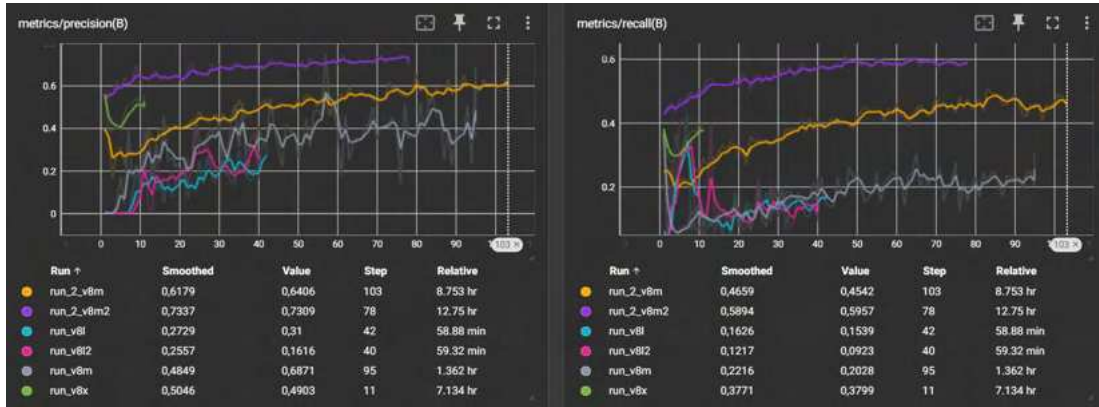 metrics/precision(B)
0.6
0.4
0.2
0
0 10 20 30 40 50 60 70 80 90 103
Run ↑ Smoothed Value Step Relative
run_2_v8m 0,6179 0,6406 103 8.753 hr
run_2_v8m2 0,7337 0,7309 78 12.75 hr
run_v8l 0,2729 0,31 42 58.88 min
run_v8l2 0,2557 0,1616 40 59.32 min
run_v8m 0,4849 0,6871 95 1.362 hr
run_v8x 0,5046 0,4903 11 7.134 hr
metrics/recall(B)
0.6
0.4
0.2
0 10 20 30 40 50 60 70 80 90 103
Run ↑ Smoothed Value Step Relative
run_2_v8m 0,4659 0,4542 103 8.753 hr
run_2_v8m2 0,5894 0,5957 78 12.75 hr
run_v8l 0,1626 0,1539 42 58.88 min
run_v8l2 0,1217 0,0923 40 59.32 min
run_v8m 0,2216 0,2028 95 1.362 hr
run_v8x 0,3771 0,3799 11 7.134 hr